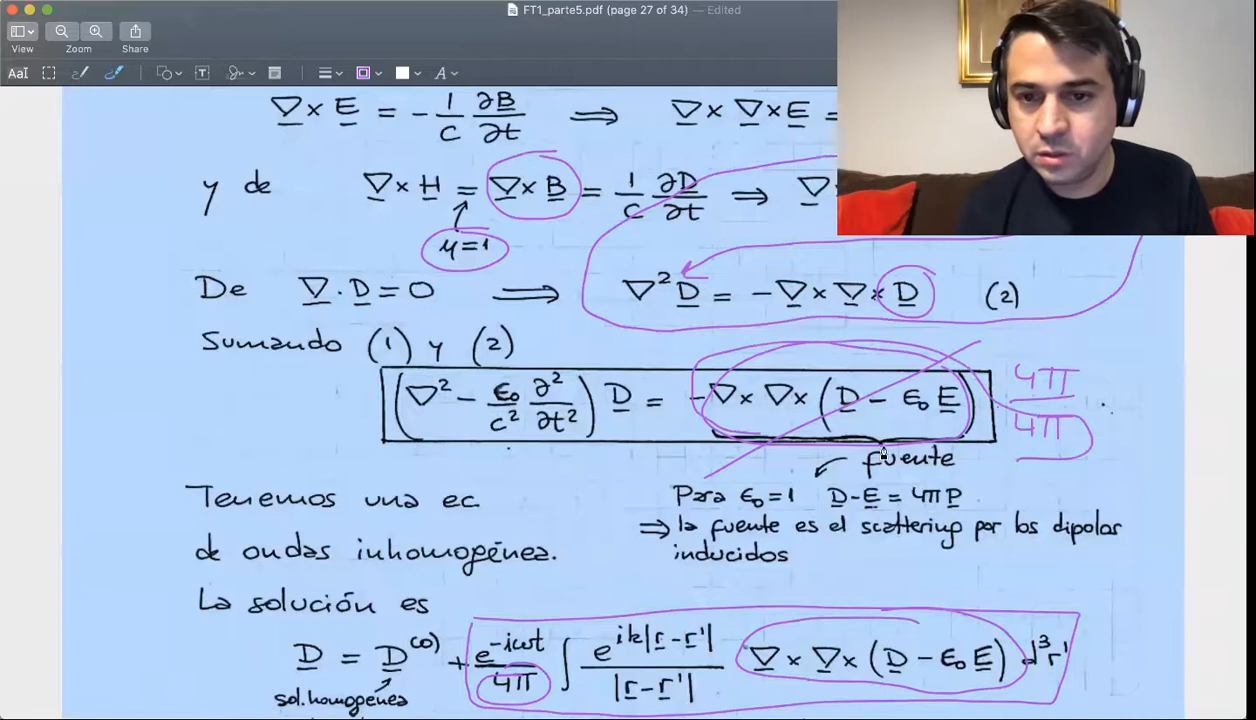 FT1_parte5.pdf (page 27 of 34) — Edited
View Zoom Share
∇ × E = - 1/c ∂B/∂t ⟹ ∇ × ∇ × E =
y de ∇ × H = ∇ × B = 1/c ∂D/∂t ⟹ ∇
μ=1
De ∇ · D = 0 ⟹ ∇² D = - ∇ × ∇ × D (2)
Sumando (1) y (2)
(∇² - ε₀/c² ∂²/∂t²) D = - ∇ × ∇ × (D - ε₀ E) 4π/4π
fuente
Tenemos una ec
de ondas inhomogénea.
Para ε₀=1 D-E = 4πP
⟹ la fuente es el scattering por los dipolos
inducidos
La solución es
D = D⁽⁰⁾ + e^{-iωt}/4π ∫ e^{ik|r-r'|}/|r-r'| ∇ × ∇ × (D - ε₀ E) d³r'
sol. homogénea